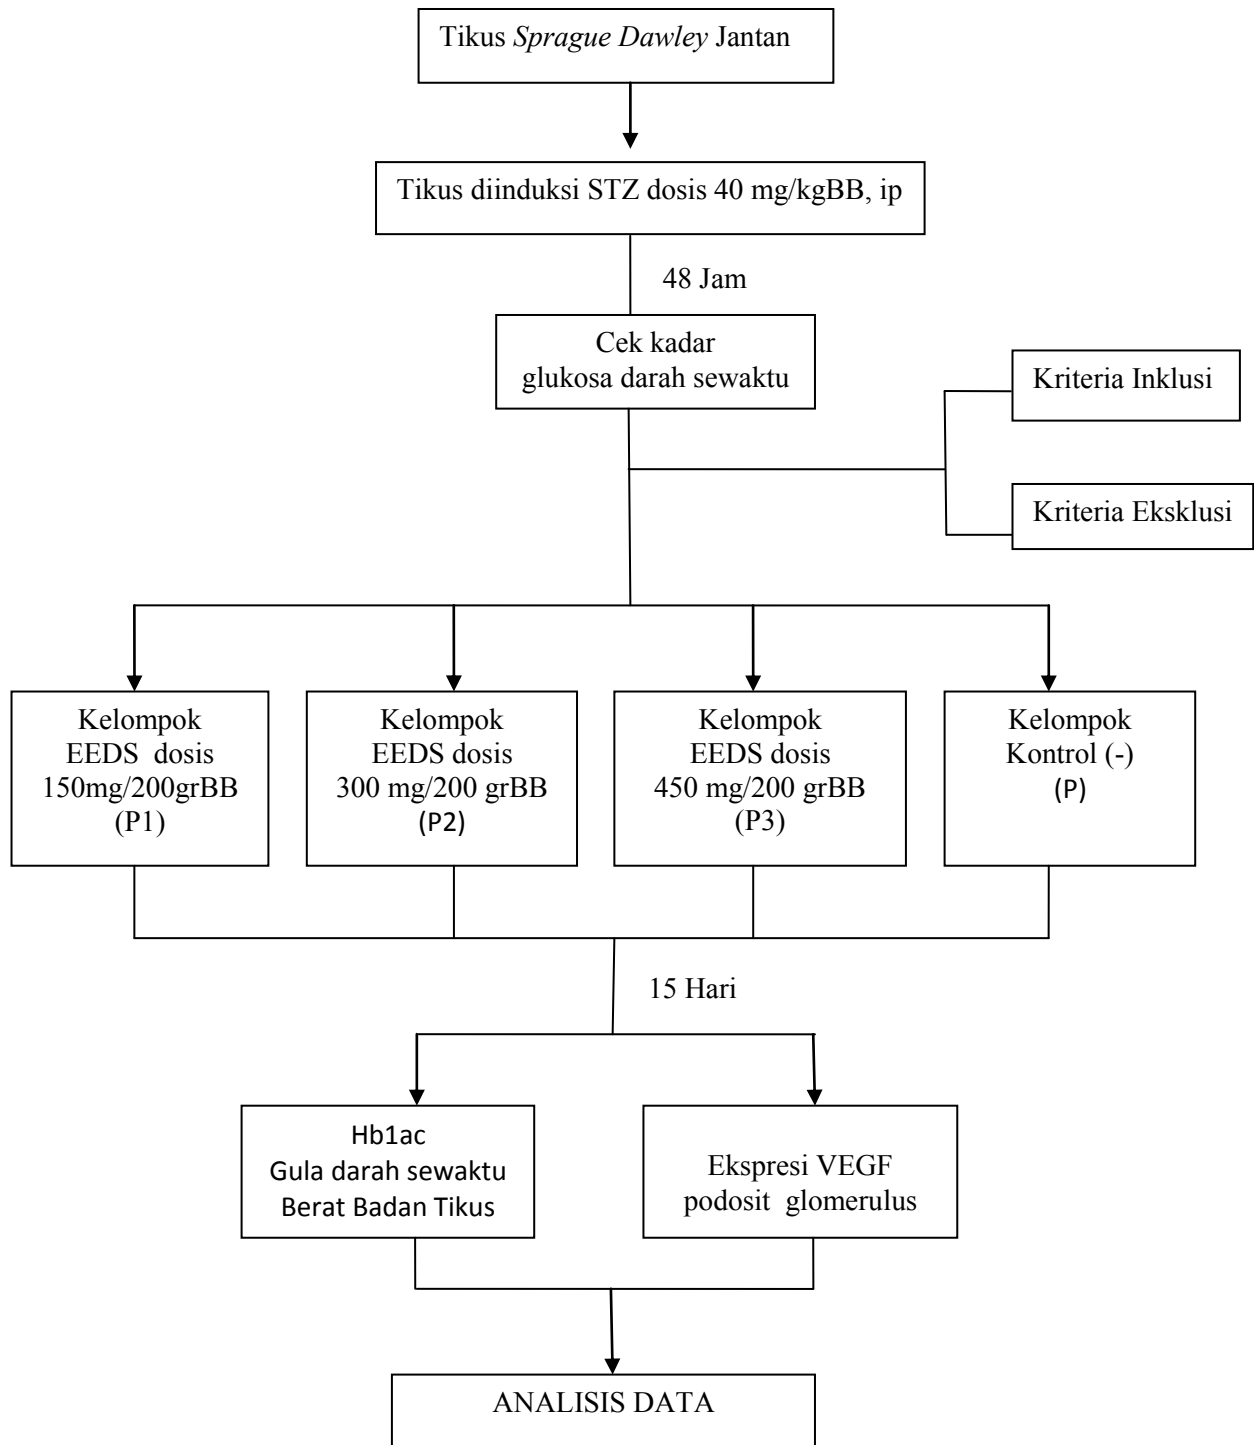 Tikus Sprague Dawley Jantan
Tikus diinduksi STZ dosis 40 mg/kgBB, ip
48 Jam
Cek kadar
glukosa darah sewaktu
Kriteria Inklusi
Kriteria Eksklusi
Kelompok
EEDS dosis
150mg/200grBB
(P1)
Kelompok
EEDS dosis
300 mg/200 grBB
(P2)
Kelompok
EEDS dosis
450 mg/200 grBB
(P3)
Kelompok
Kontrol (-)
(P)
15 Hari
Hb1ac
Gula darah sewaktu
Berat Badan Tikus
Ekspresi VEGF
podosit glomerulus
ANALISIS DATA